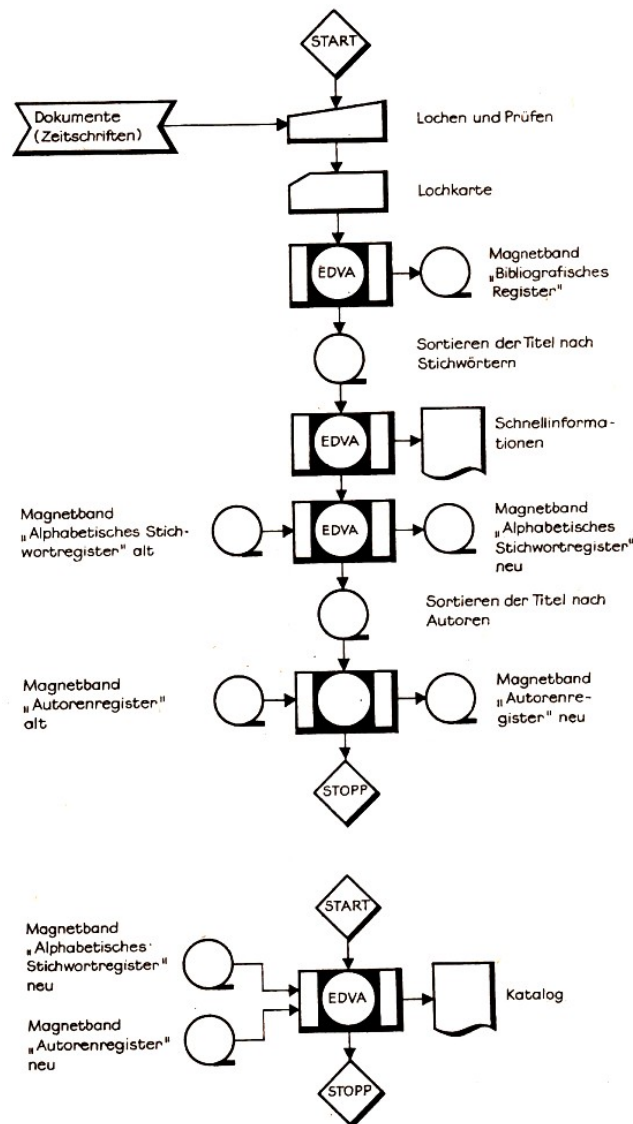 START
Dokumente
(Zeitschriften)
Lochen und Prüfen
Lochkarte
EDVA
Magnetband
„Bibliografisches
Register"
Sortieren der Titel nach
Stichwörtern
EDVA
Schnellinforma-
tionen
Magnetband
„Alphabetisches Stich-
wortregister" alt
EDVA
Magnetband
„Alphabetisches
Stichwortregister"
neu
Sortieren der Titel nach
Autoren
Magnetband
„Autorenregister"
alt
Magnetband
„Autorenre-
gister" neu
STOPP
START
Magnetband
„Alphabetisches
Stichwortregister"
neu
EDVA
Katalog
Magnetband
„Autorenregister"
neu
STOPP